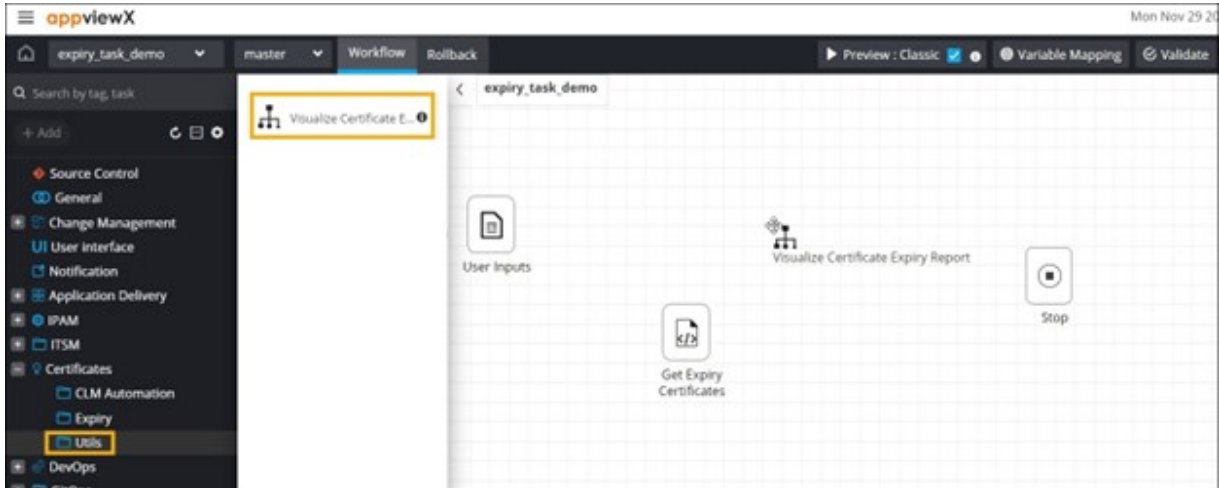 appviewX
Mon Nov 29 20
expiry_task_demo
master
Workflow
Rollback
Preview : Classic
Variable Mapping
Validate
Search by tag, task
+ Add
Source Control
General
Change Management
UI User interface
Notification
Application Delivery
IPAM
ITSM
Certificates
CLM Automation
Expiry
Utils
DevOps
Visualize Certificate E...
expiry_task_demo
User Inputs
Visualize Certificate Expiry Report
Stop
Get Expiry
Certificates